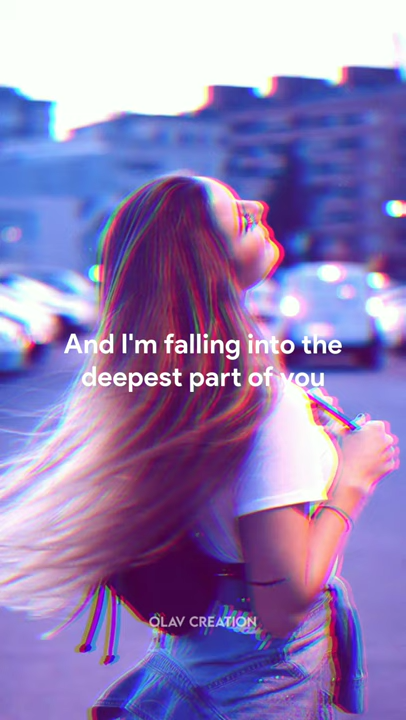 And I'm falling into the
deepest part of you
OLAV CREATION